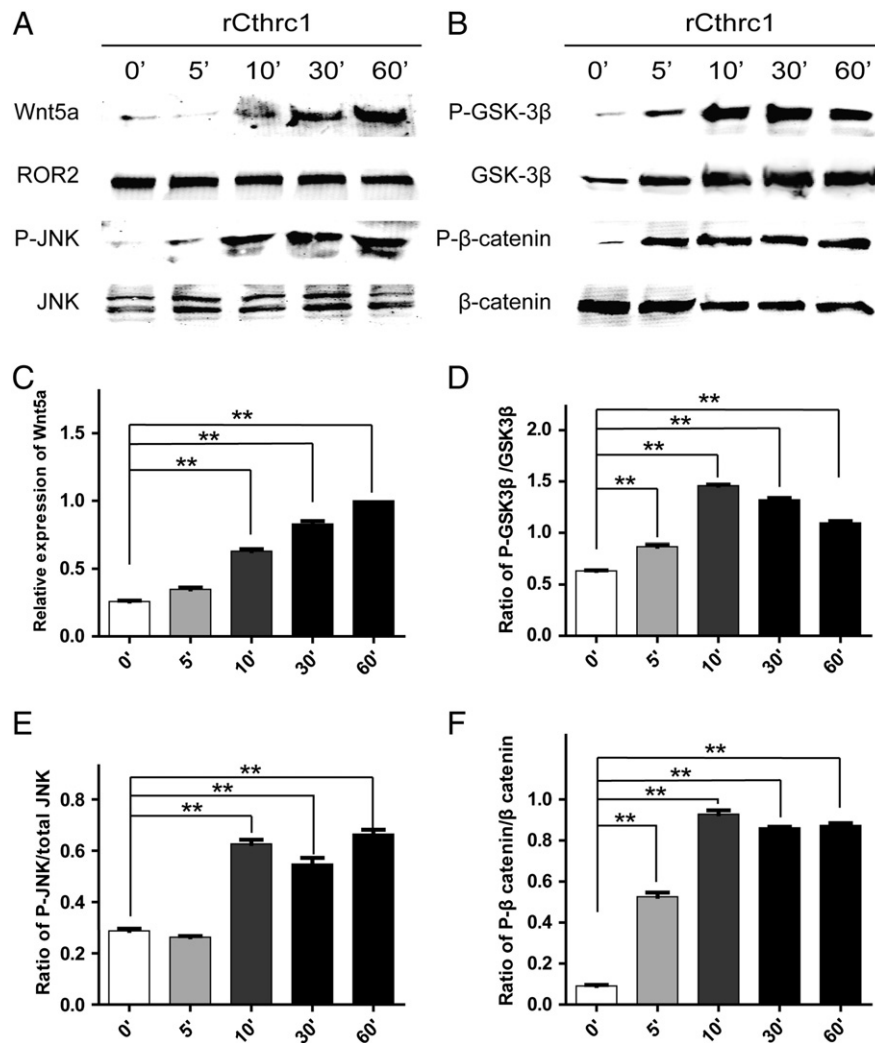 A
rCthrc1
0' 5' 10' 30' 60'
Wnt5a
ROR2
P-JNK
JNK
B
rCthrc1
0' 5' 10' 30' 60'
P-GSK-3β
GSK-3β
P-β-catenin
β-catenin
C
Relative expression of Wnt5a
1.5
1.0
0.5
0.0
**
**
**
0' 5' 10' 30' 60'
D
Ratio of P-GSK3β /GSK3β
2.0
1.5
1.0
0.5
0.0
**
**
**
**
0' 5' 10' 30' 60'
E
Ratio of P-JNK/total JNK
0.8
0.6
0.4
0.2
0.0
**
**
**
0' 5' 10' 30' 60'
F
Ratio of P-β catenin/β catenin
1.0
0.8
0.6
0.4
0.2
0.0
**
**
**
**
0' 5' 10' 30' 60'